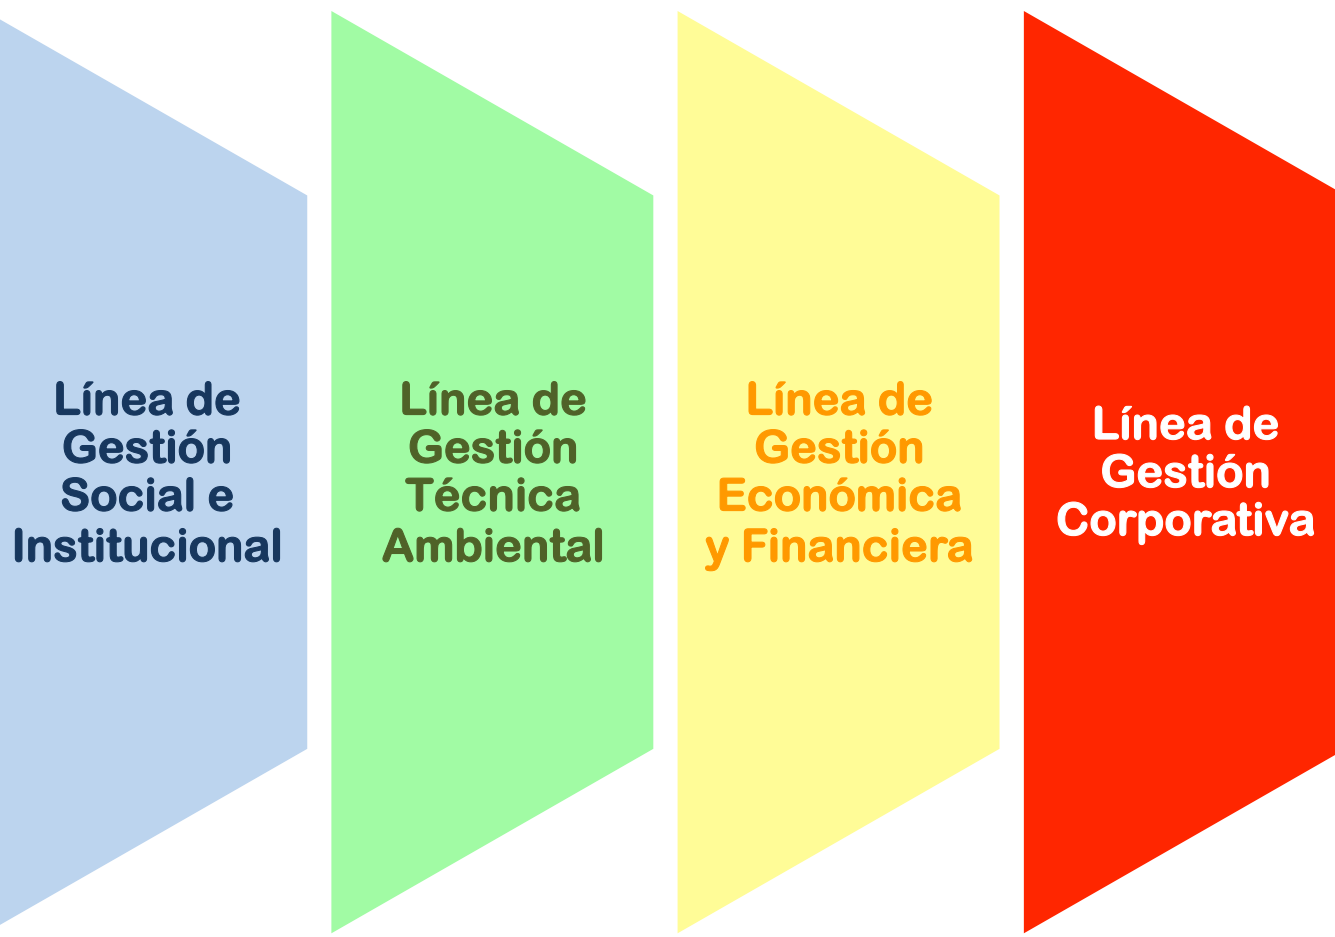 Línea de
Gestión
Social e
Institucional
Línea de
Gestión
Técnica
Ambiental
Línea de
Gestión
Económica
y Financiera
Línea de
Gestión
Corporativa